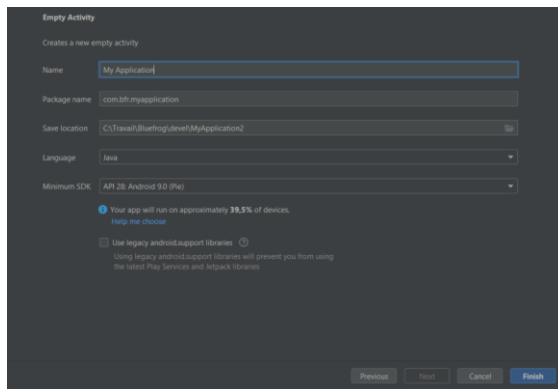 Empty Activity
Creates a new empty activity
Name My Application
Package name com.bfr.myapplication
Save location C:\Travail\Bluefrog\devel\MyApplication2
Language Java
Minimum SDK API 28: Android 9.0 (Pie)
Your app will run on approximately 39,5% of devices.
Help me choose
Use legacy android.support libraries ?
Using legacy android.support libraries will prevent you from using
the latest Play Services and Jetpack libraries
Previous Next Cancel Finish